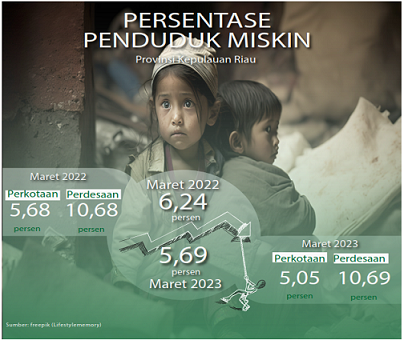 PERSENTASE
PENDUDUK MISKIN
Provinsi Kepulauan Riau
Maret 2022
Perkotaan Perdesaan
5,68 10,68
persen persen
Maret 2022
6,24
persen
5,69
persen
Maret 2023
Maret 2023
Perkotaan Perdesaan
5,05 10,69
persen persen
Sumber: freepik (Lifestylememory)